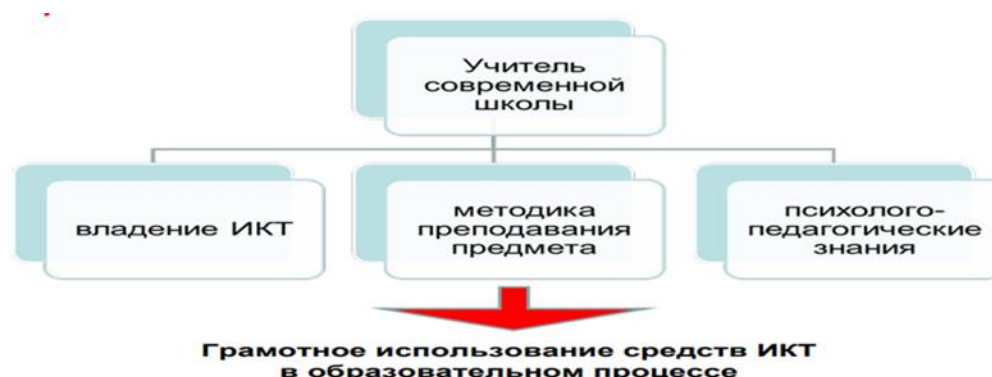 Учитель
современной
школы
владение ИКТ
методика
преподавания
предмета
психолого-
педагогические
знания
Грамотное использование средств ИКТ
в образовательном процессе